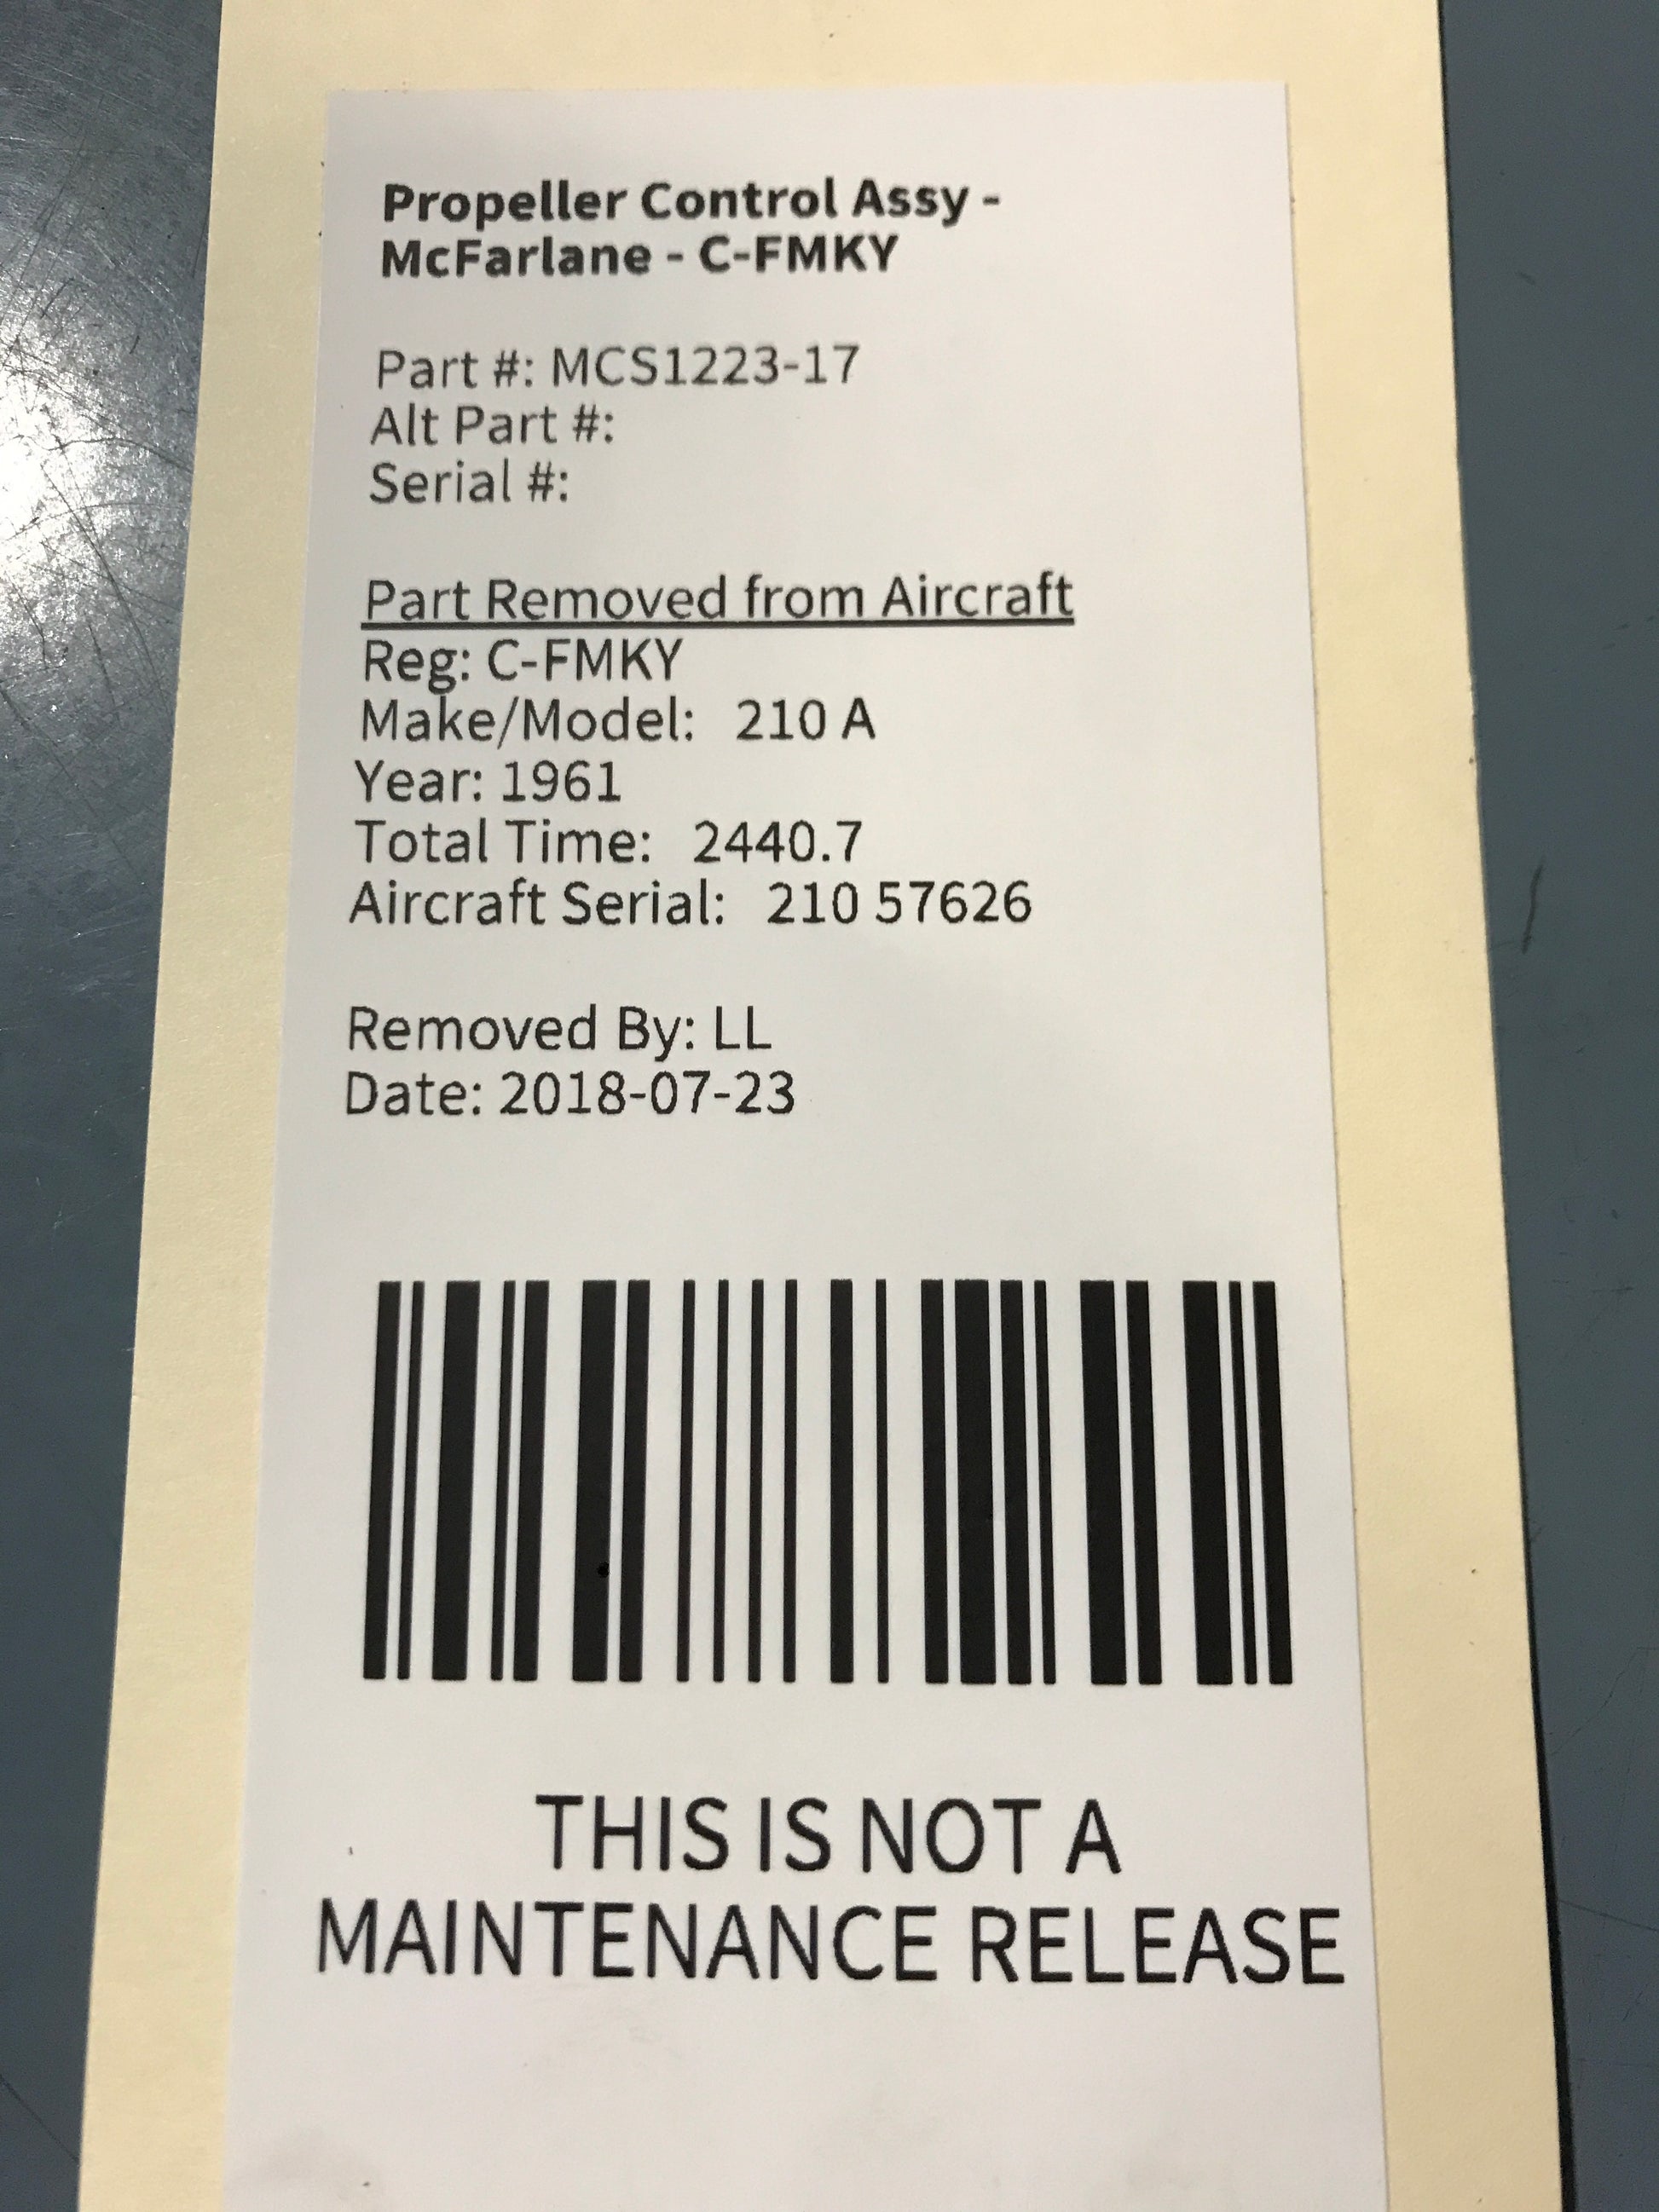 Propeller Control Assy -
McFarlane - C-FMKY
Part #: MCS1223-17
Alt Part #:
Serial #:
Part Removed from Aircraft
Reg: C-FMKY
Make/Model: 210 A
Year: 1961
Total Time: 2440.7
Aircraft Serial: 210 57626
Removed By: LL
Date: 2018-07-23
THIS IS NOT A
MAINTENANCE RELEASE